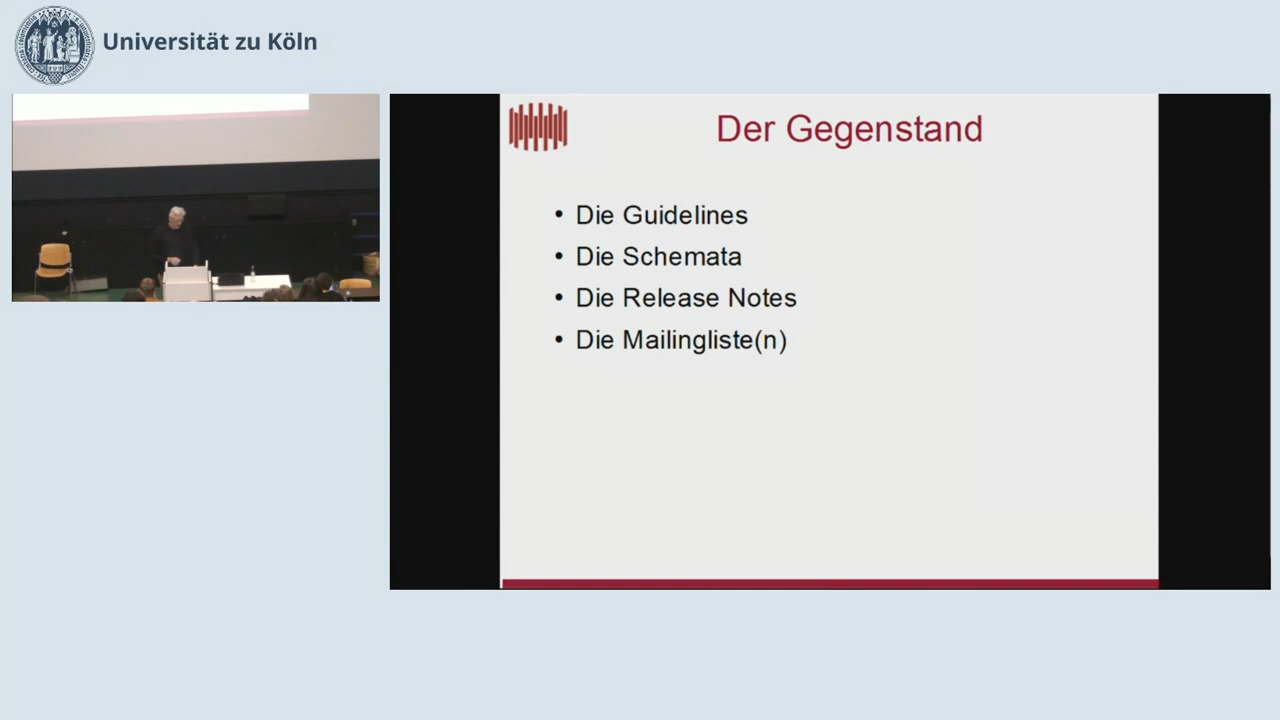 Universität zu Köln
Der Gegenstand
• Die Guidelines
• Die Schemata
• Die Release Notes
• Die Mailingliste(n)